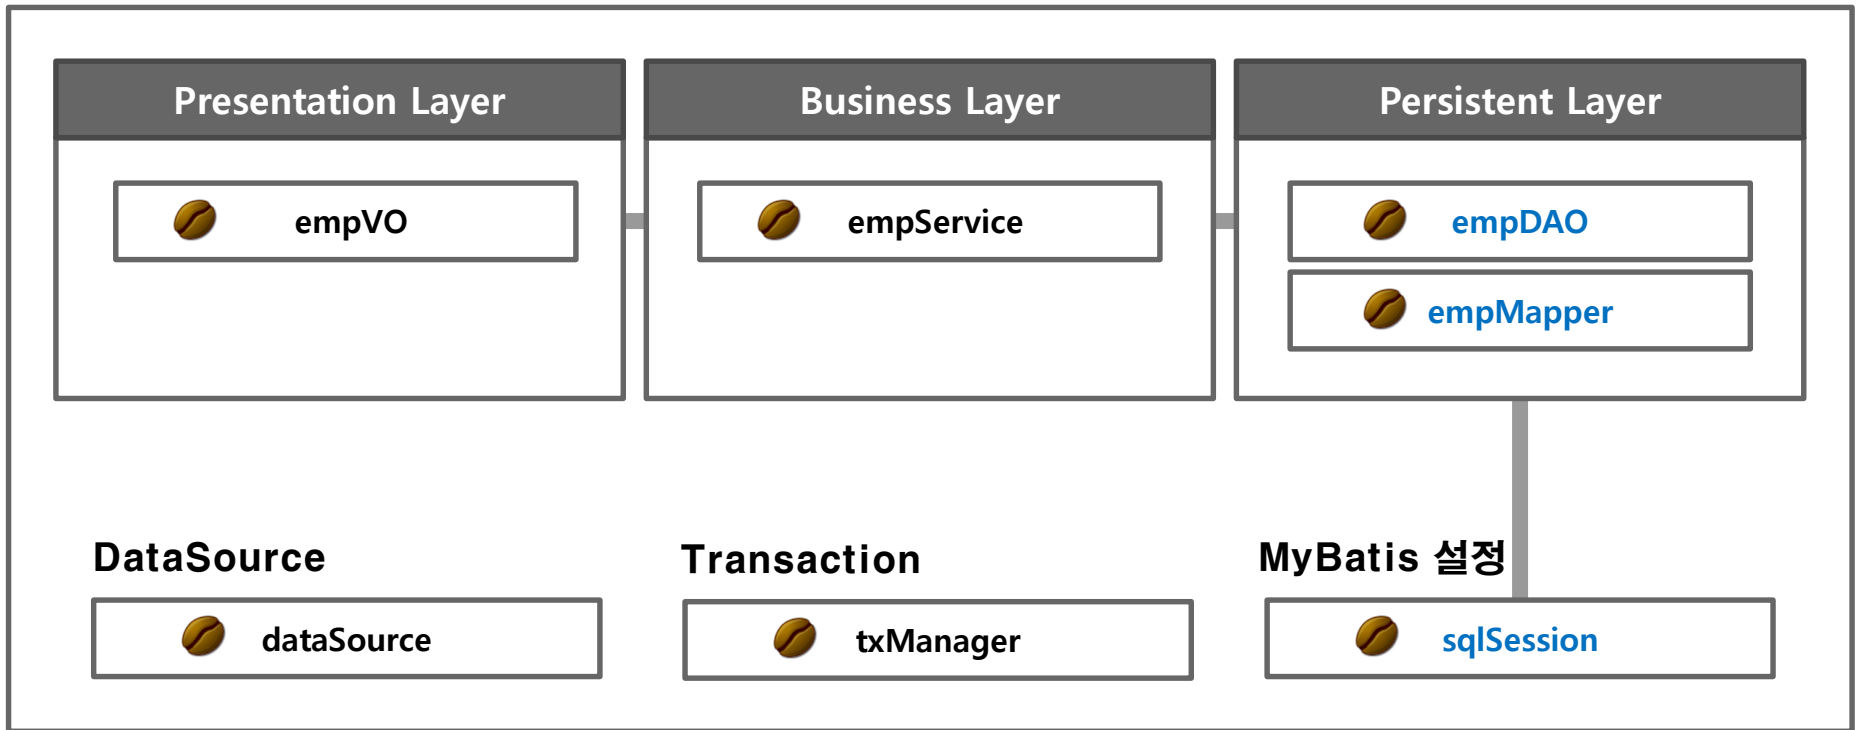 Presentation Layer
Business Layer
Persistent Layer
empVO
empService
empDAO
empMapper
DataSource
Transaction
MyBatis 설정
dataSource
txManager
sqlSession